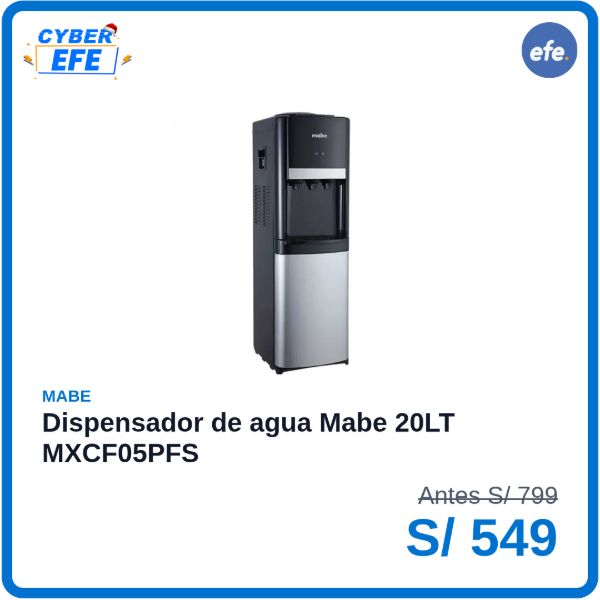 CYBER
EFE
efe.
mabe
MABE
Dispensador de agua Mabe 20LT
MXCF05PFS
Antes S/ 799
S/ 549